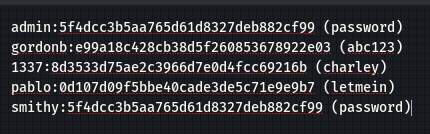 admin:5f4dcc3b5aa765d61d8327deb882cf99 (password)
gordonb:e99a18c428cb38d5f260853678922e03 (abc123)
1337:8d3533d75ae2c3966d7e0d4fcc69216b (charley)
pablo:0d107d09f5bbe40cade3de5c71e9e9b7 (letmein)
smithy:5f4dcc3b5aa765d61d8327deb882cf99 (password)